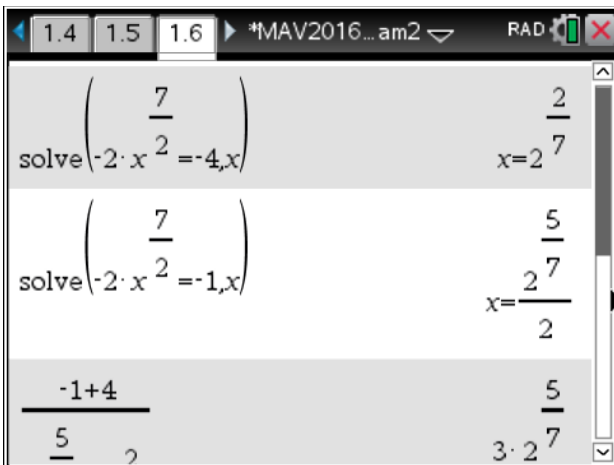 1.4 1.5 1.6 *MAV2016...am2 RAD
solve(-2·x^(7/2)=-4,x) x=2^(2/7)
solve(-2·x^(7/2)=-1,x) x=2^(5/7)/2
-1+4
5 2
3·2^(5/7)